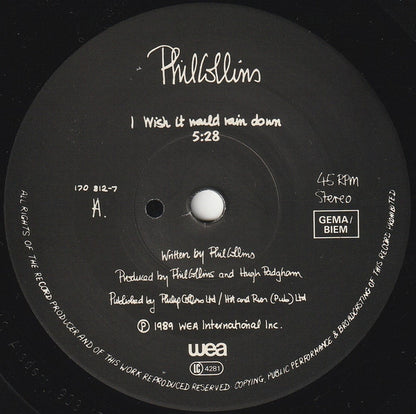 Phil Collins
I Wish it would rain down
5:28
170 812-7
A.
45 RPM
Stereo
GEMA/
BIEM
Written by Phil Collins
Produced by Phil Collins and Hugh Padgham
Published by Philip Collins Ltd / Hit and Run (Pub.) Ltd
Ⓟ 1989 WEA International Inc.
wea
LC 4281
ALL RIGHTS OF THE RECORD PRODUCER AND OF THIS WORK REPRODUCED RESERVED. COPYING, PUBLIC PERFORMANCE & BROADCASTING OF THIS RECORD PROHIBITED